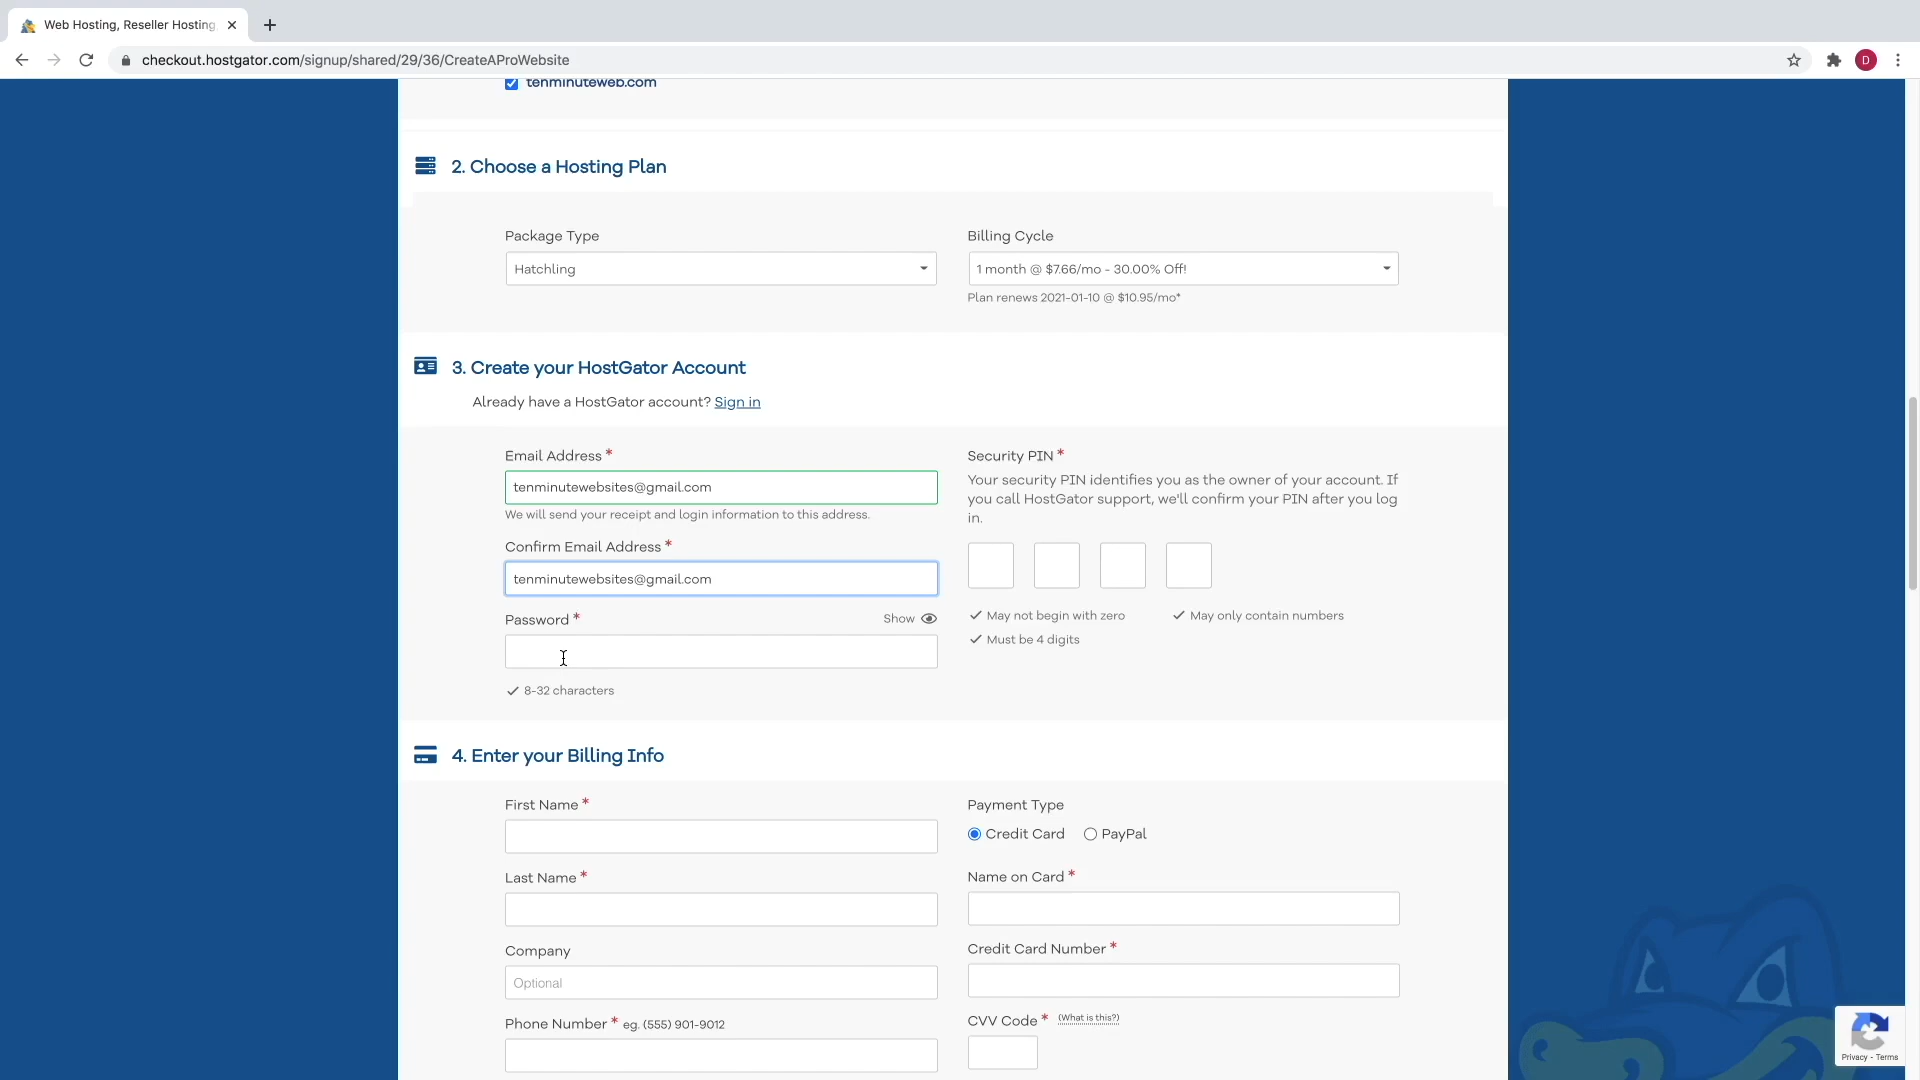 Web Hosting, Reseller Hosting
checkout.hostgator.com/signup/shared/29/36/CreateAProWebsite
D
tenminuteweb.com
2. Choose a Hosting Plan
Package Type
Billing Cycle
Hatchling
1 month @ $7.66/mo - 30.00% Off!
Plan renews 2021-01-10 @ $10.95/mo*
3. Create your HostGator Account
Already have a HostGator account? Sign in
Email Address *
tenminutewebsites@gmail.com
We will send your receipt and login information to this address.
Confirm Email Address *
tenminutewebsites@gmail.com
Password *
Show
8-32 characters
Security PIN *
Your security PIN identifies you as the owner of your account. If
you call HostGator support, we'll confirm your PIN after you log
in.
May not begin with zero
May only contain numbers
Must be 4 digits
4. Enter your Billing Info
First Name *
Last Name *
Company
Optional
Phone Number * eg. (555) 901-9012
Payment Type
Credit Card
PayPal
Name on Card *
Credit Card Number *
CVV Code * (What is this?)
Privacy - Terms